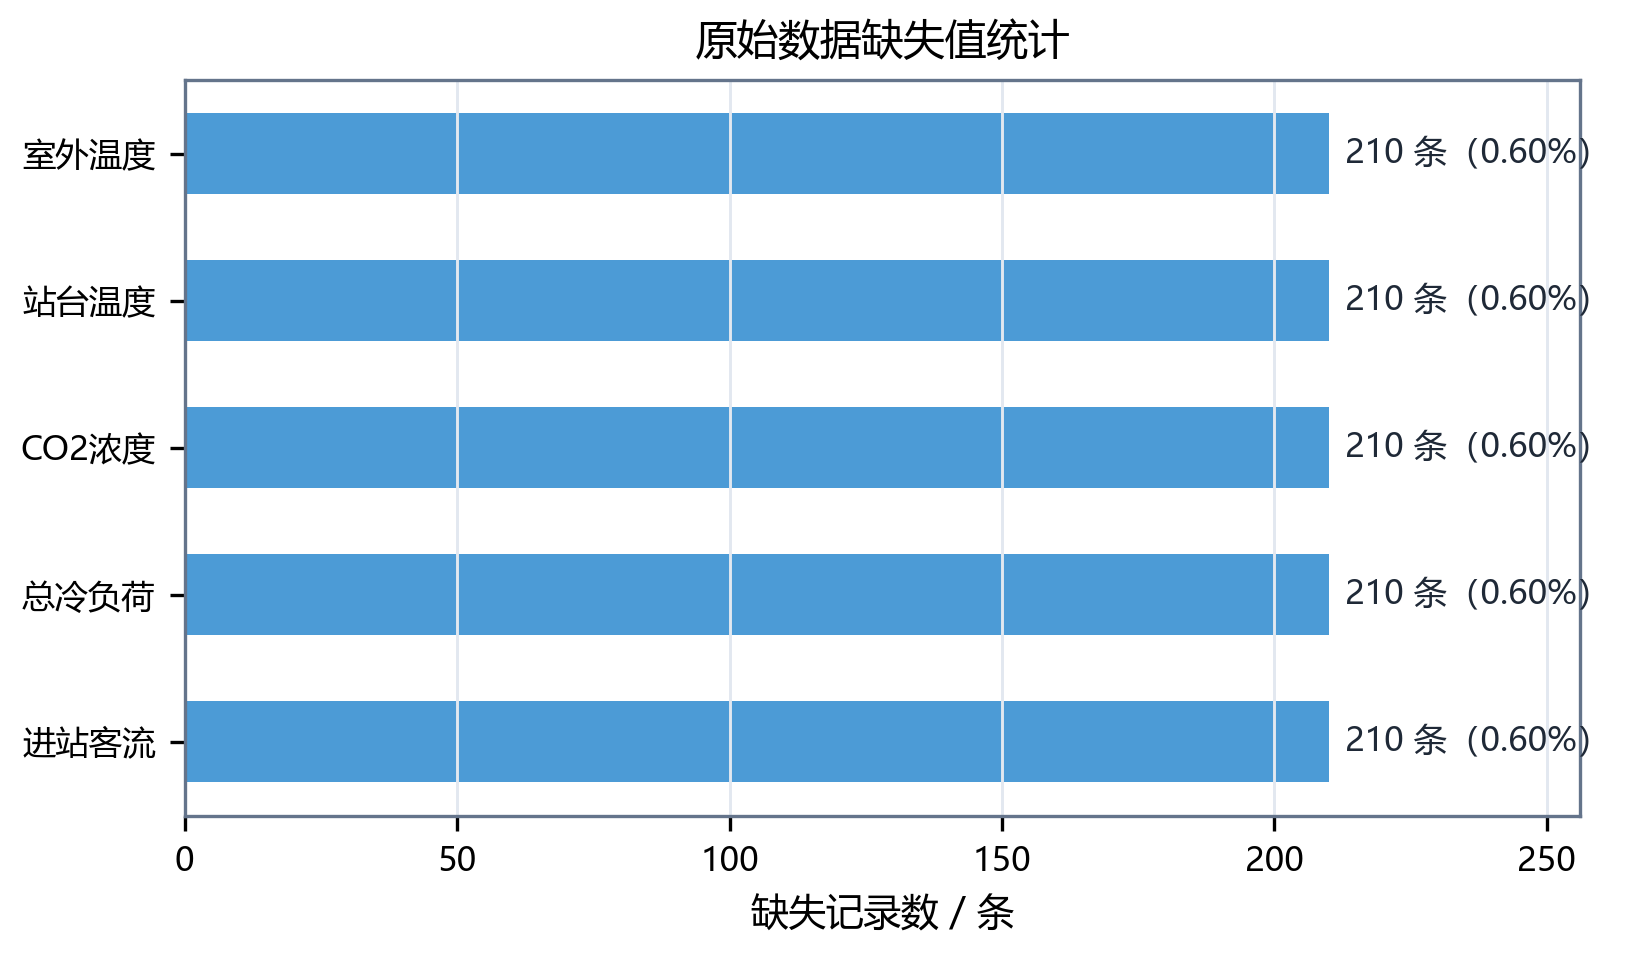 原始数据缺失值统计
室外温度 210 条 (0.60%)
站台温度 210 条 (0.60%)
CO2浓度 210 条 (0.60%)
总冷负荷 210 条 (0.60%)
进站客流 210 条 (0.60%)
0 50 100 150 200 250
缺失记录数 / 条